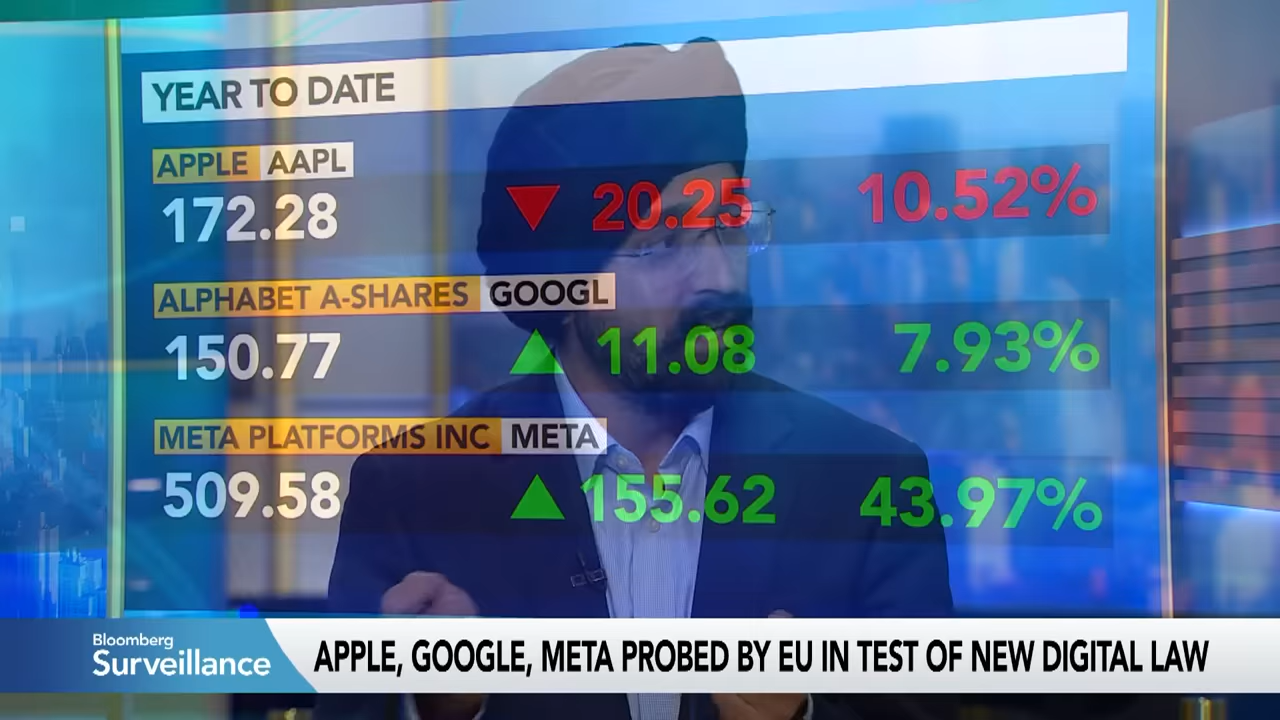 YEAR TO DATE
APPLE AAPL
172.28 ▼ 20.25 10.52%
ALPHABET A-SHARES GOOGL
150.77 ▲ 11.08 7.93%
META PLATFORMS INC META
509.58 ▲ 155.62 43.97%
Bloomberg
Surveillance
APPLE, GOOGLE, META PROBED BY EU IN TEST OF NEW DIGITAL LAW